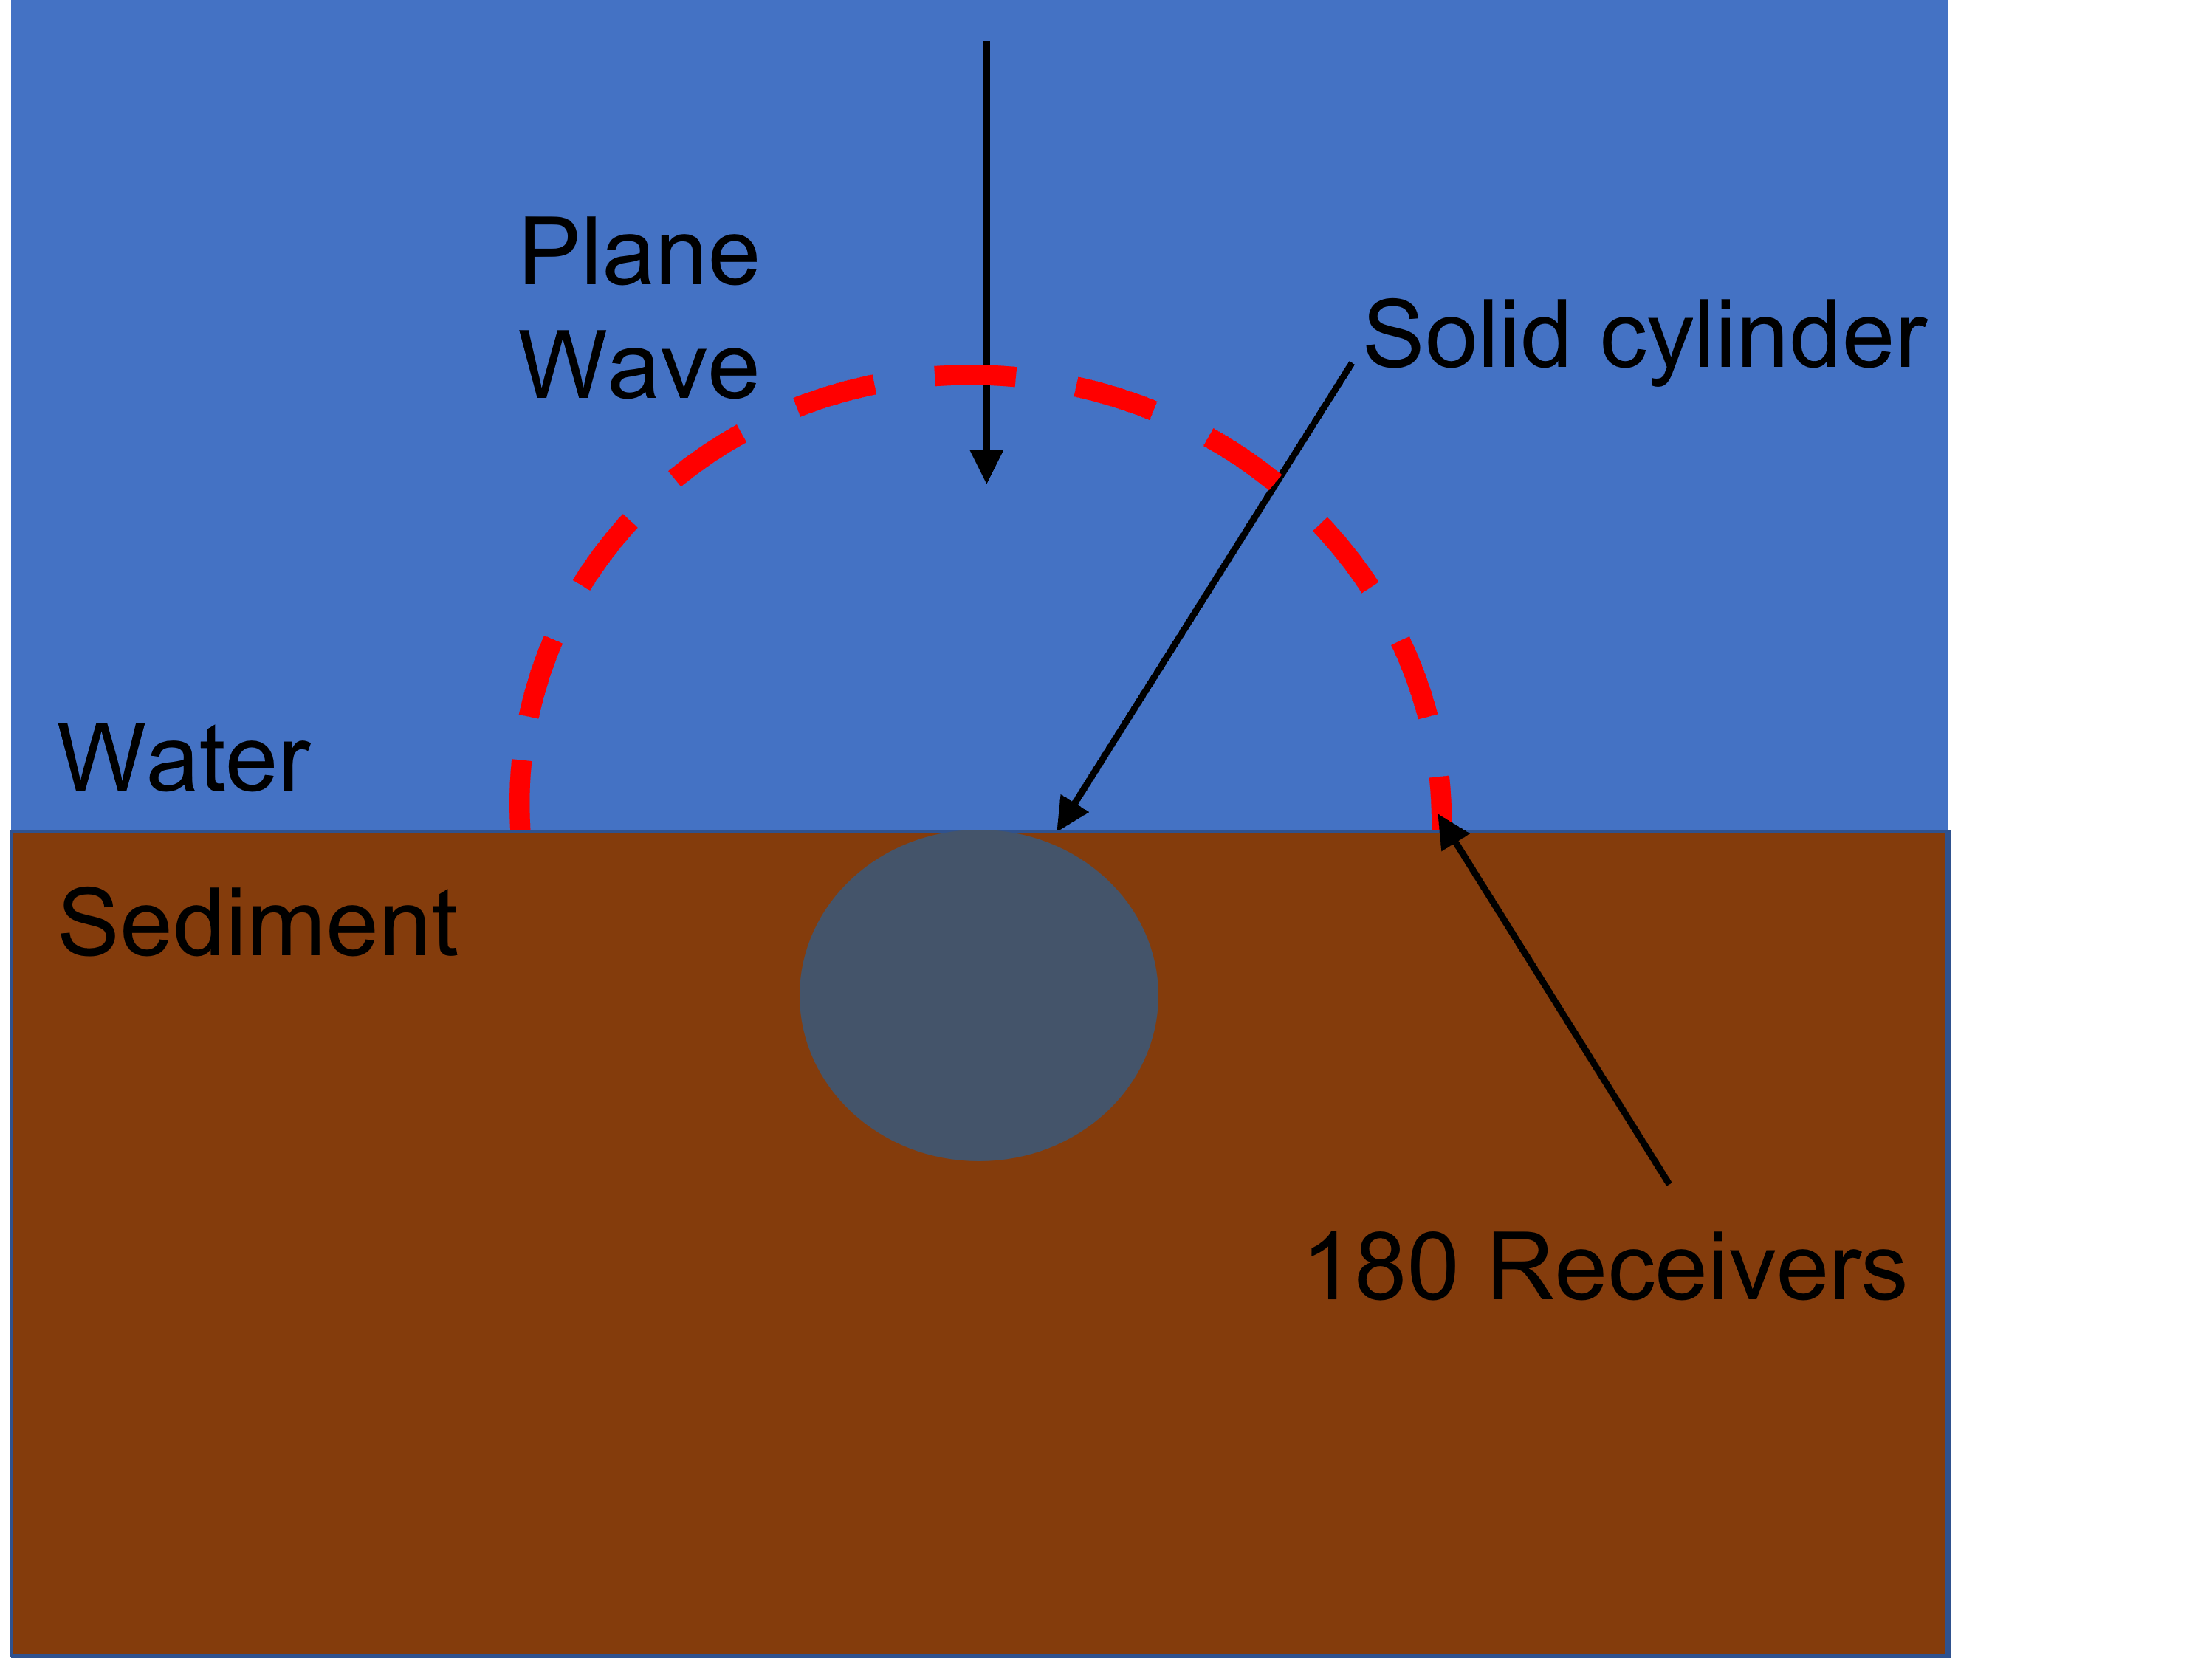 Plane
Wave
Solid cylinder
Water
Sediment
180 Receivers